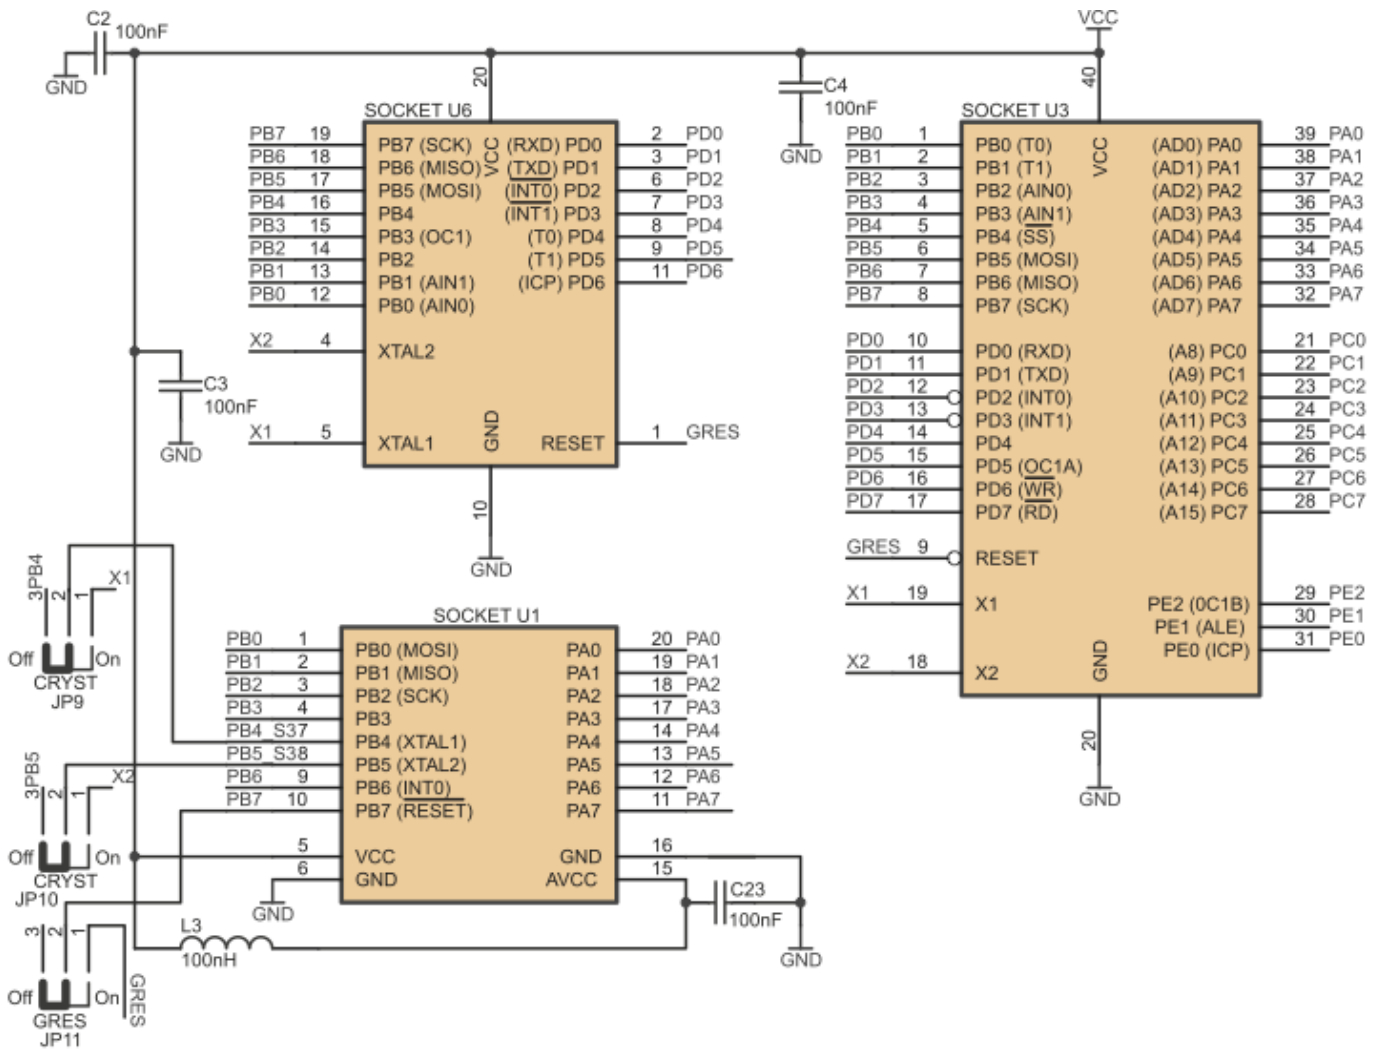 C2
100nF
GND
VCC
20
40
C4
100nF
GND
SOCKET U6
PB7 19 PB7 (SCK) (RXD) PD0 2 PD0
PB6 18 PB6 (MISO) (TXD) PD1 3 PD1
PB5 17 PB5 (MOSI) (INT0) PD2 6 PD2
PB4 16 PB4 (INT1) PD3 7 PD3
PB3 15 PB3 (OC1) (T0) PD4 8 PD4
PB2 14 PB2 (T1) PD5 9 PD5
PB1 13 PB1 (AIN1) (ICP) PD6 11 PD6
PB0 12 PB0 (AIN0)
VCC
X2 4 XTAL2
X1 5 XTAL1 GND RESET 1 GRES
10
GND
C3
100nF
GND
SOCKET U3
PB0 1 PB0 (T0) VCC (AD0) PA0 39 PA0
PB1 2 PB1 (T1) (AD1) PA1 38 PA1
PB2 3 PB2 (AIN0) (AD2) PA2 37 PA2
PB3 4 PB3 (AIN1) (AD3) PA3 36 PA3
PB4 5 PB4 (SS) (AD4) PA4 35 PA4
PB5 6 PB5 (MOSI) (AD5) PA5 34 PA5
PB6 7 PB6 (MISO) (AD6) PA6 33 PA6
PB7 8 PB7 (SCK) (AD7) PA7 32 PA7
PD0 10 PD0 (RXD) (A8) PC0 21 PC0
PD1 11 PD1 (TXD) (A9) PC1 22 PC1
PD2 12 PD2 (INT0) (A10) PC2 23 PC2
PD3 13 PD3 (INT1) (A11) PC3 24 PC3
PD4 14 PD4 (A12) PC4 25 PC4
PD5 15 PD5 (OC1A) (A13) PC5 26 PC5
PD6 16 PD6 (WR) (A14) PC6 27 PC6
PD7 17 PD7 (RD) (A15) PC7 28 PC7
GRES 9 RESET
X1 19 X1 PE2 (0C1B) 29 PE2
PE1 (ALE) 30 PE1
PE0 (ICP) 31 PE0
X2 18 X2 GND
20
GND
3PB4
2
1
X1
Off On
CRYST
JP9
SOCKET U1
PB0 1 PB0 (MOSI) PA0 20 PA0
PB1 2 PB1 (MISO) PA1 19 PA1
PB2 3 PB2 (SCK) PA2 18 PA2
PB3 4 PB3 PA3 17 PA3
PB4_S37 PB4 (XTAL1) PA4 14 PA4
PB5_S38 PB5 (XTAL2) PA5 13 PA5
PB6 9 PB6 (INT0) PA6 12 PA6
PB7 10 PB7 (RESET) PA7 11 PA7
5 VCC GND 16
6 GND AVCC 15
GND
C23
100nF
GND
L3
100nH
3PB5
2
1
X2
Off On
CRYST
JP10
3
2
1
GRES
Off On
GRES
JP11